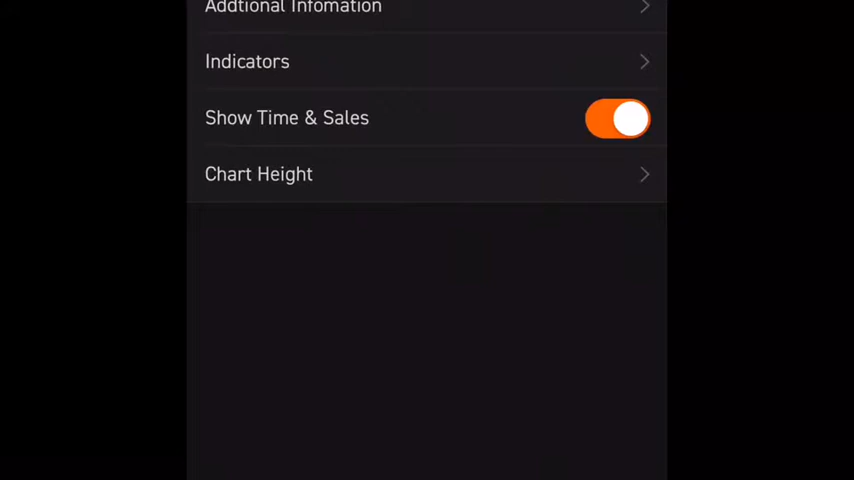 Addtional Infomation
Indicators
Show Time & Sales
Chart Height